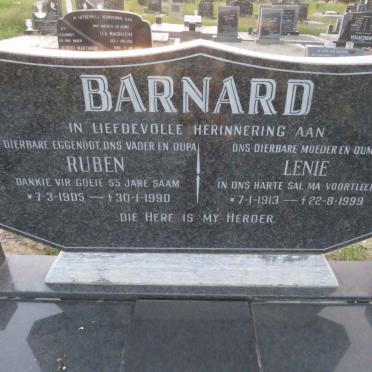 BARNARD
IN LIEFDEVOLLE HERINNERING AAN
DIERBARE EGGENOOT, ONS VADER EN OUPA
RUBEN
DANKIE VIR GOEIE 55 JARE SAAM
*7-3-1905 — †30-1-1990
ONS DIERBARE MOEDER EN OUMA
LENIE
IN ONS HARTE SAL MA VOORTLEEF
*7-1-1913 — †22-8-1999
DIE HERE IS MY HERDER